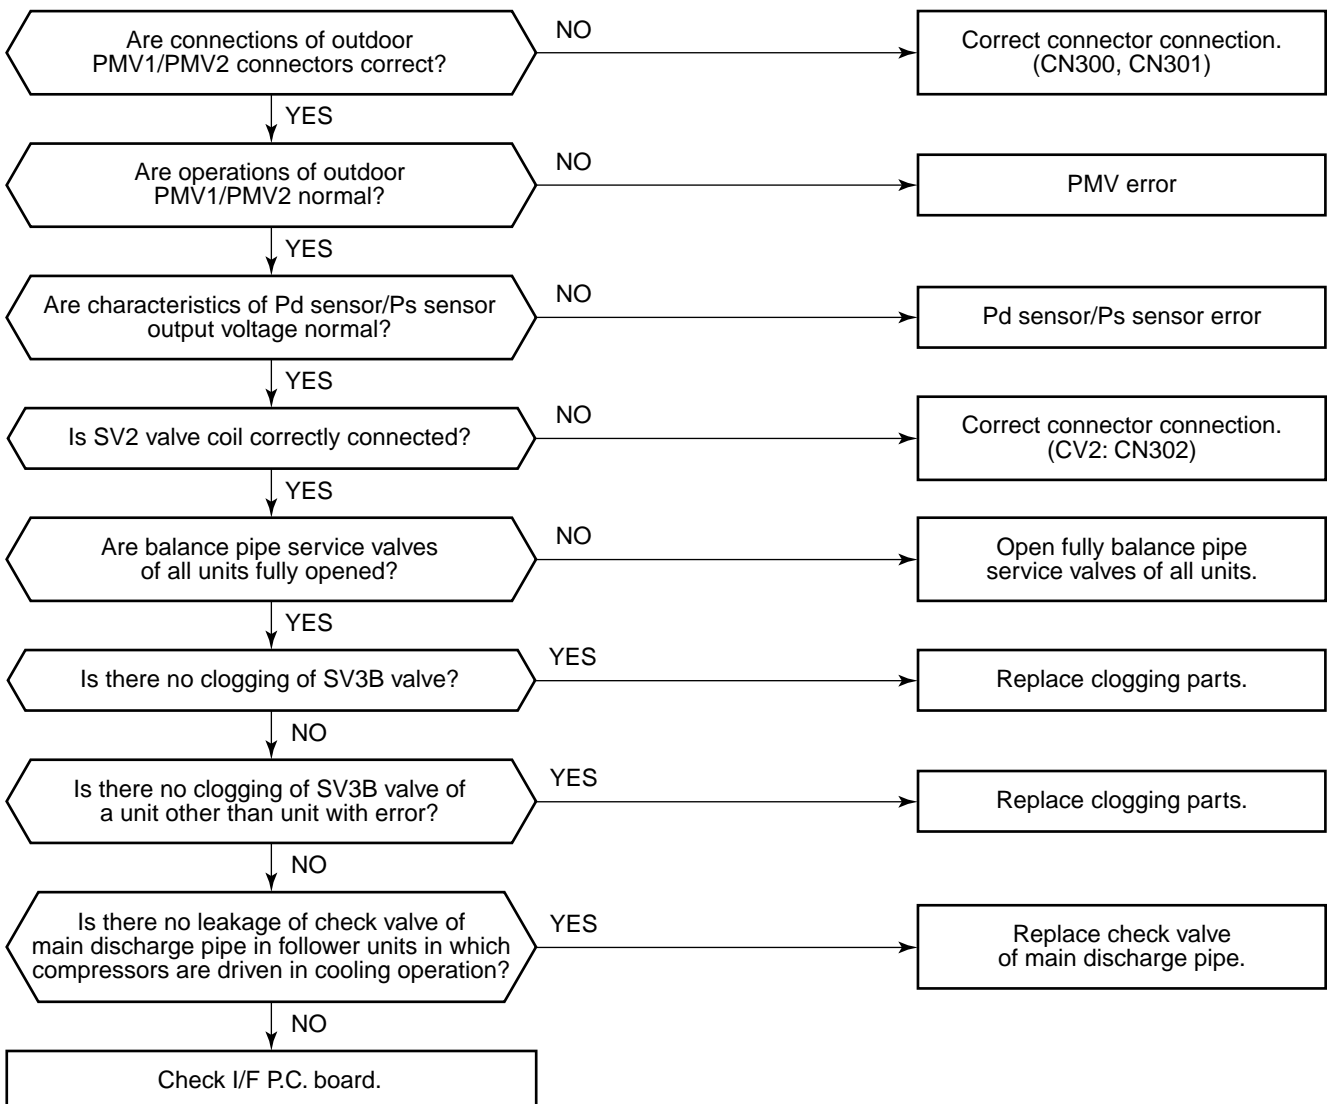 Are connections of outdoor
PMV1/PMV2 connectors correct?
NO
Correct connector connection.
(CN300, CN301)
YES
Are operations of outdoor
PMV1/PMV2 normal?
NO
PMV error
YES
Are characteristics of Pd sensor/Ps sensor
output voltage normal?
NO
Pd sensor/Ps sensor error
YES
Is SV2 valve coil correctly connected?
NO
Correct connector connection.
(CV2: CN302)
YES
Are balance pipe service valves
of all units fully opened?
NO
Open fully balance pipe
service valves of all units.
YES
Is there no clogging of SV3B valve?
YES
Replace clogging parts.
NO
Is there no clogging of SV3B valve of
a unit other than unit with error?
YES
Replace clogging parts.
NO
Is there no leakage of check valve of
main discharge pipe in follower units in which
compressors are driven in cooling operation?
YES
Replace check valve
of main discharge pipe.
NO
Check I/F P.C. board.